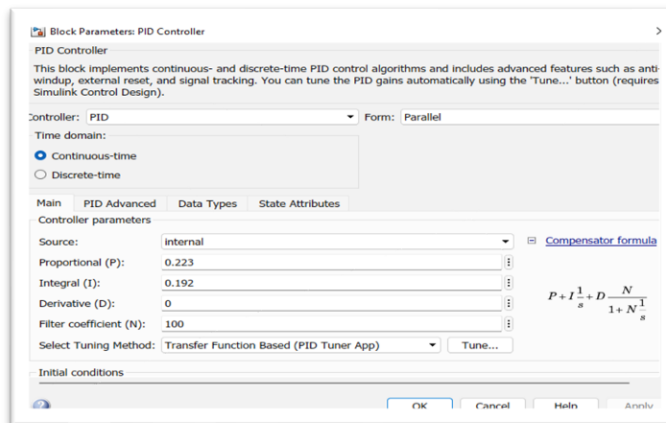 Block Parameters: PID Controller
PID Controller
This block implements continuous- and discrete-time PID control algorithms and includes advanced features such as anti-
windup, external reset, and signal tracking. You can tune the PID gains automatically using the 'Tune...' button (requires
Simulink Control Design).
Controller: PID Form: Parallel
Time domain:
Continuous-time
Discrete-time
Main PID Advanced Data Types State Attributes
Controller parameters
Source: internal Compensator formula
Proportional (P): 0.223
Integral (I): 0.192
Derivative (D): 0
P+I 1/s +D N/(1+N 1/s)
Filter coefficient (N): 100
Select Tuning Method: Transfer Function Based (PID Tuner App) Tune...
Initial conditions
OK Cancel Help Apply